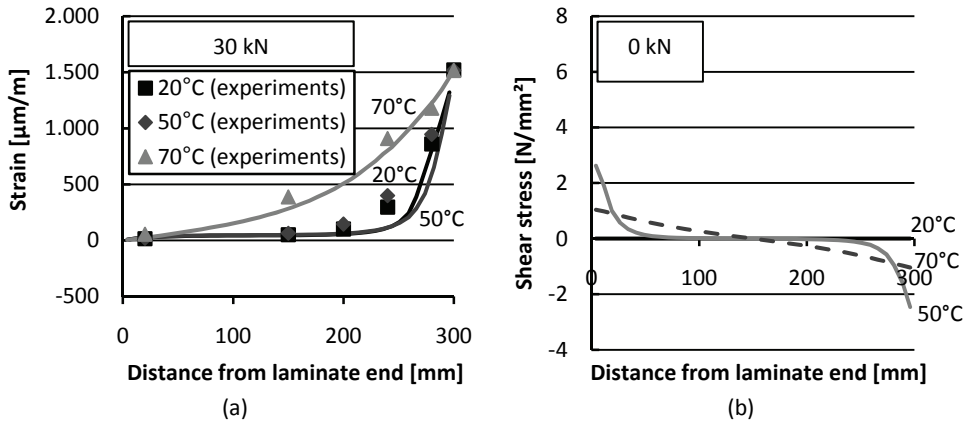 2.000
1.500
1.000
500
0
-500
Strain [µm/m]
30 kN
20°C (experiments)
50°C (experiments)
70°C (experiments)
70°C
20°C
50°C
0
100
200
300
Distance from laminate end [mm]
(a)
8
6
4
2
0
-2
-4
Shear stress [N/mm²]
0 kN
20°C
70°C
50°C
0
100
200
300
Distance from laminate end [mm]
(b)